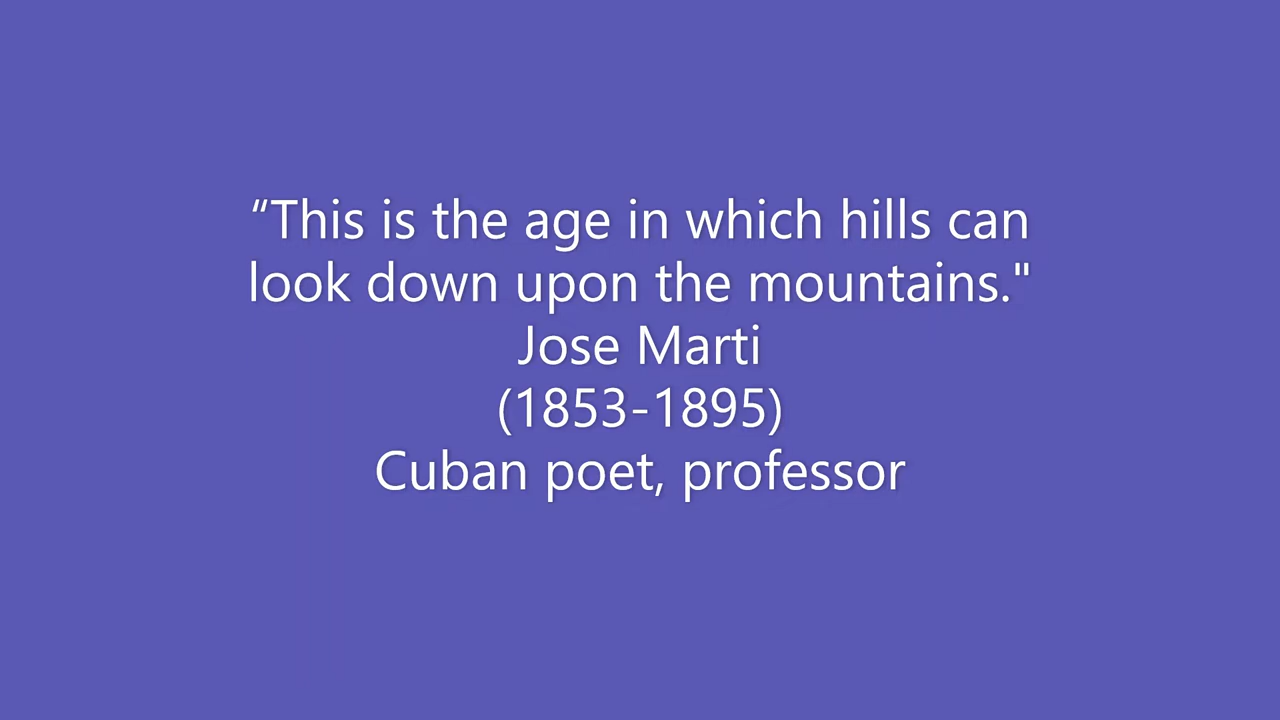 “This is the age in which hills can
look down upon the mountains."
Jose Marti
(1853-1895)
Cuban poet, professor